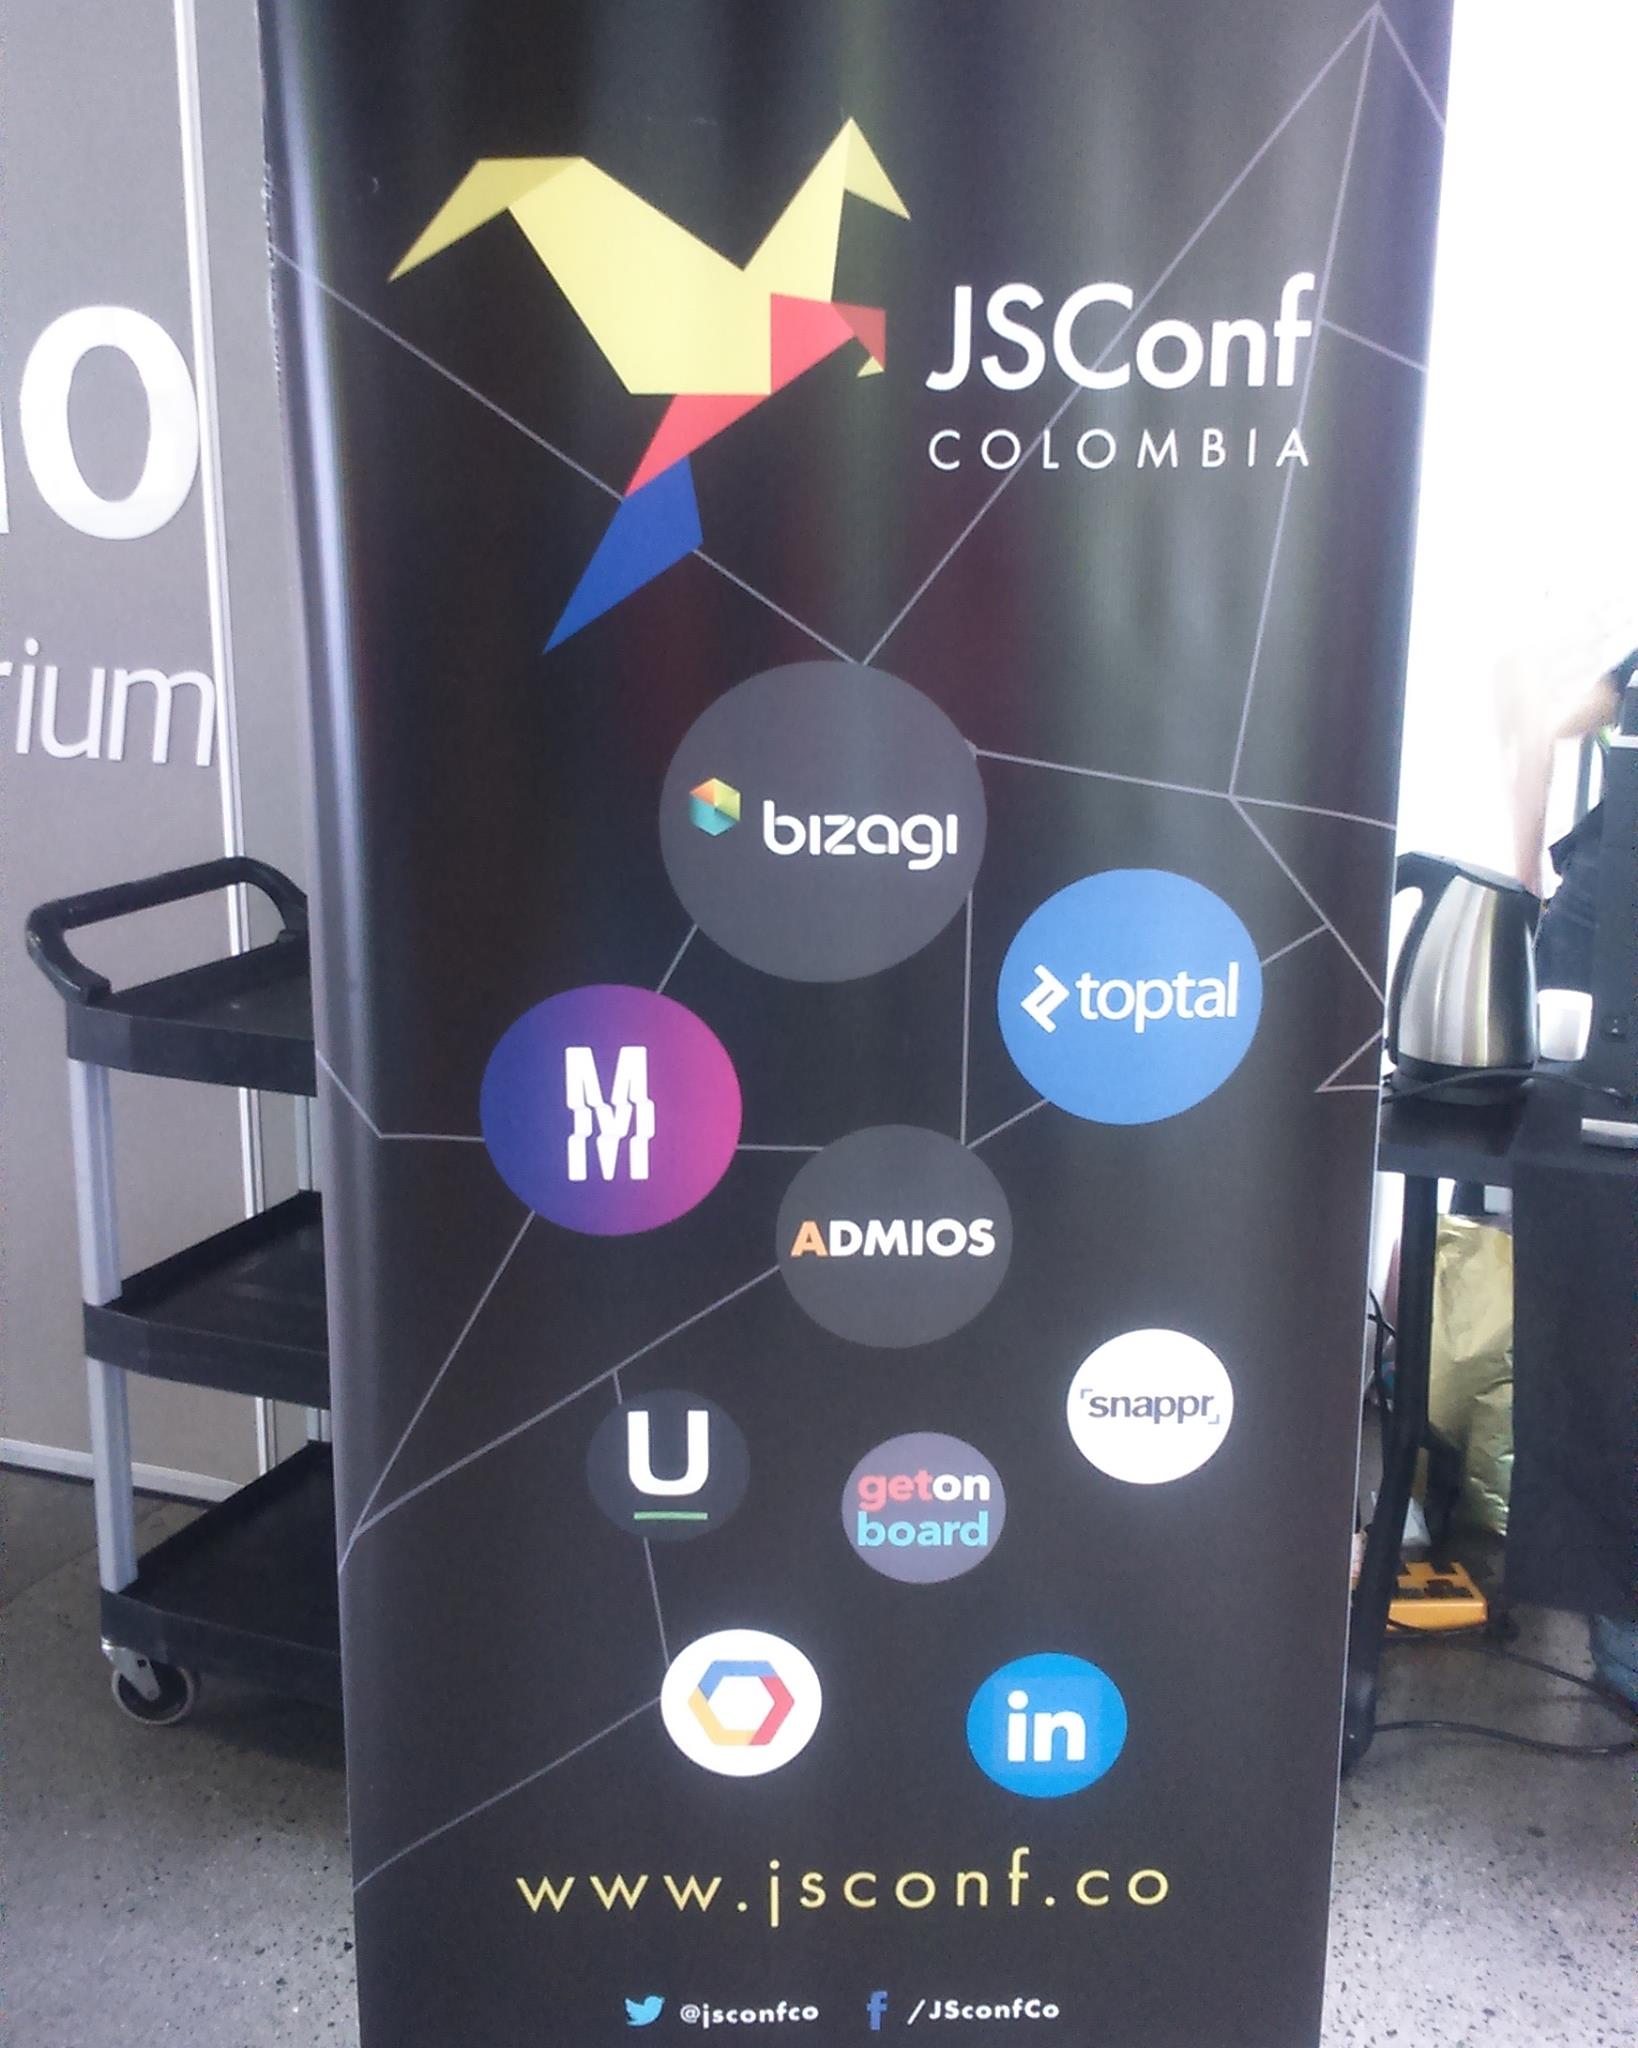 JSConf
COLOMBIA
o
rium
bizagi
toptal
M
ADMIOS
snappr
U
geton
board
in
www.jsconf.co
@jsconfco
/JSconfCo